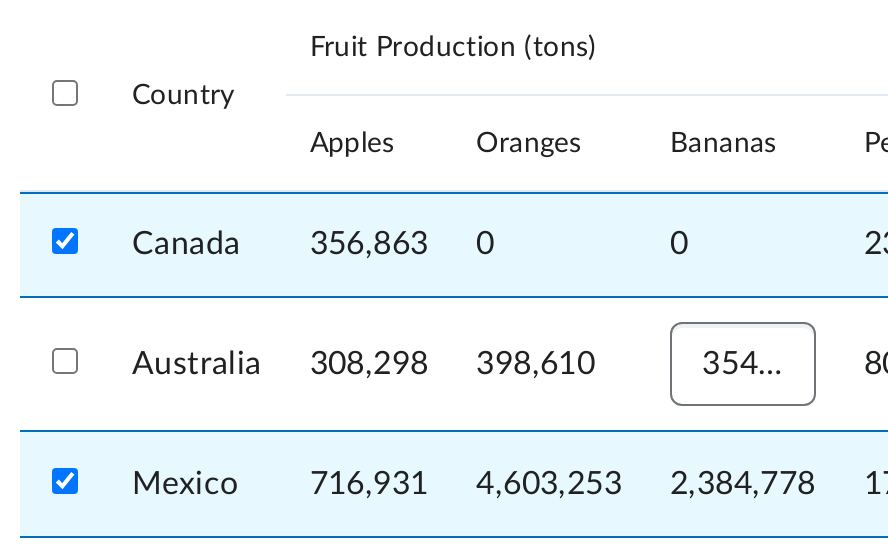 Fruit Production (tons)
Country
Apples Oranges Bananas
Canada 356,863 0 0
Australia 308,298 398,610 354...
Mexico 716,931 4,603,253 2,384,778